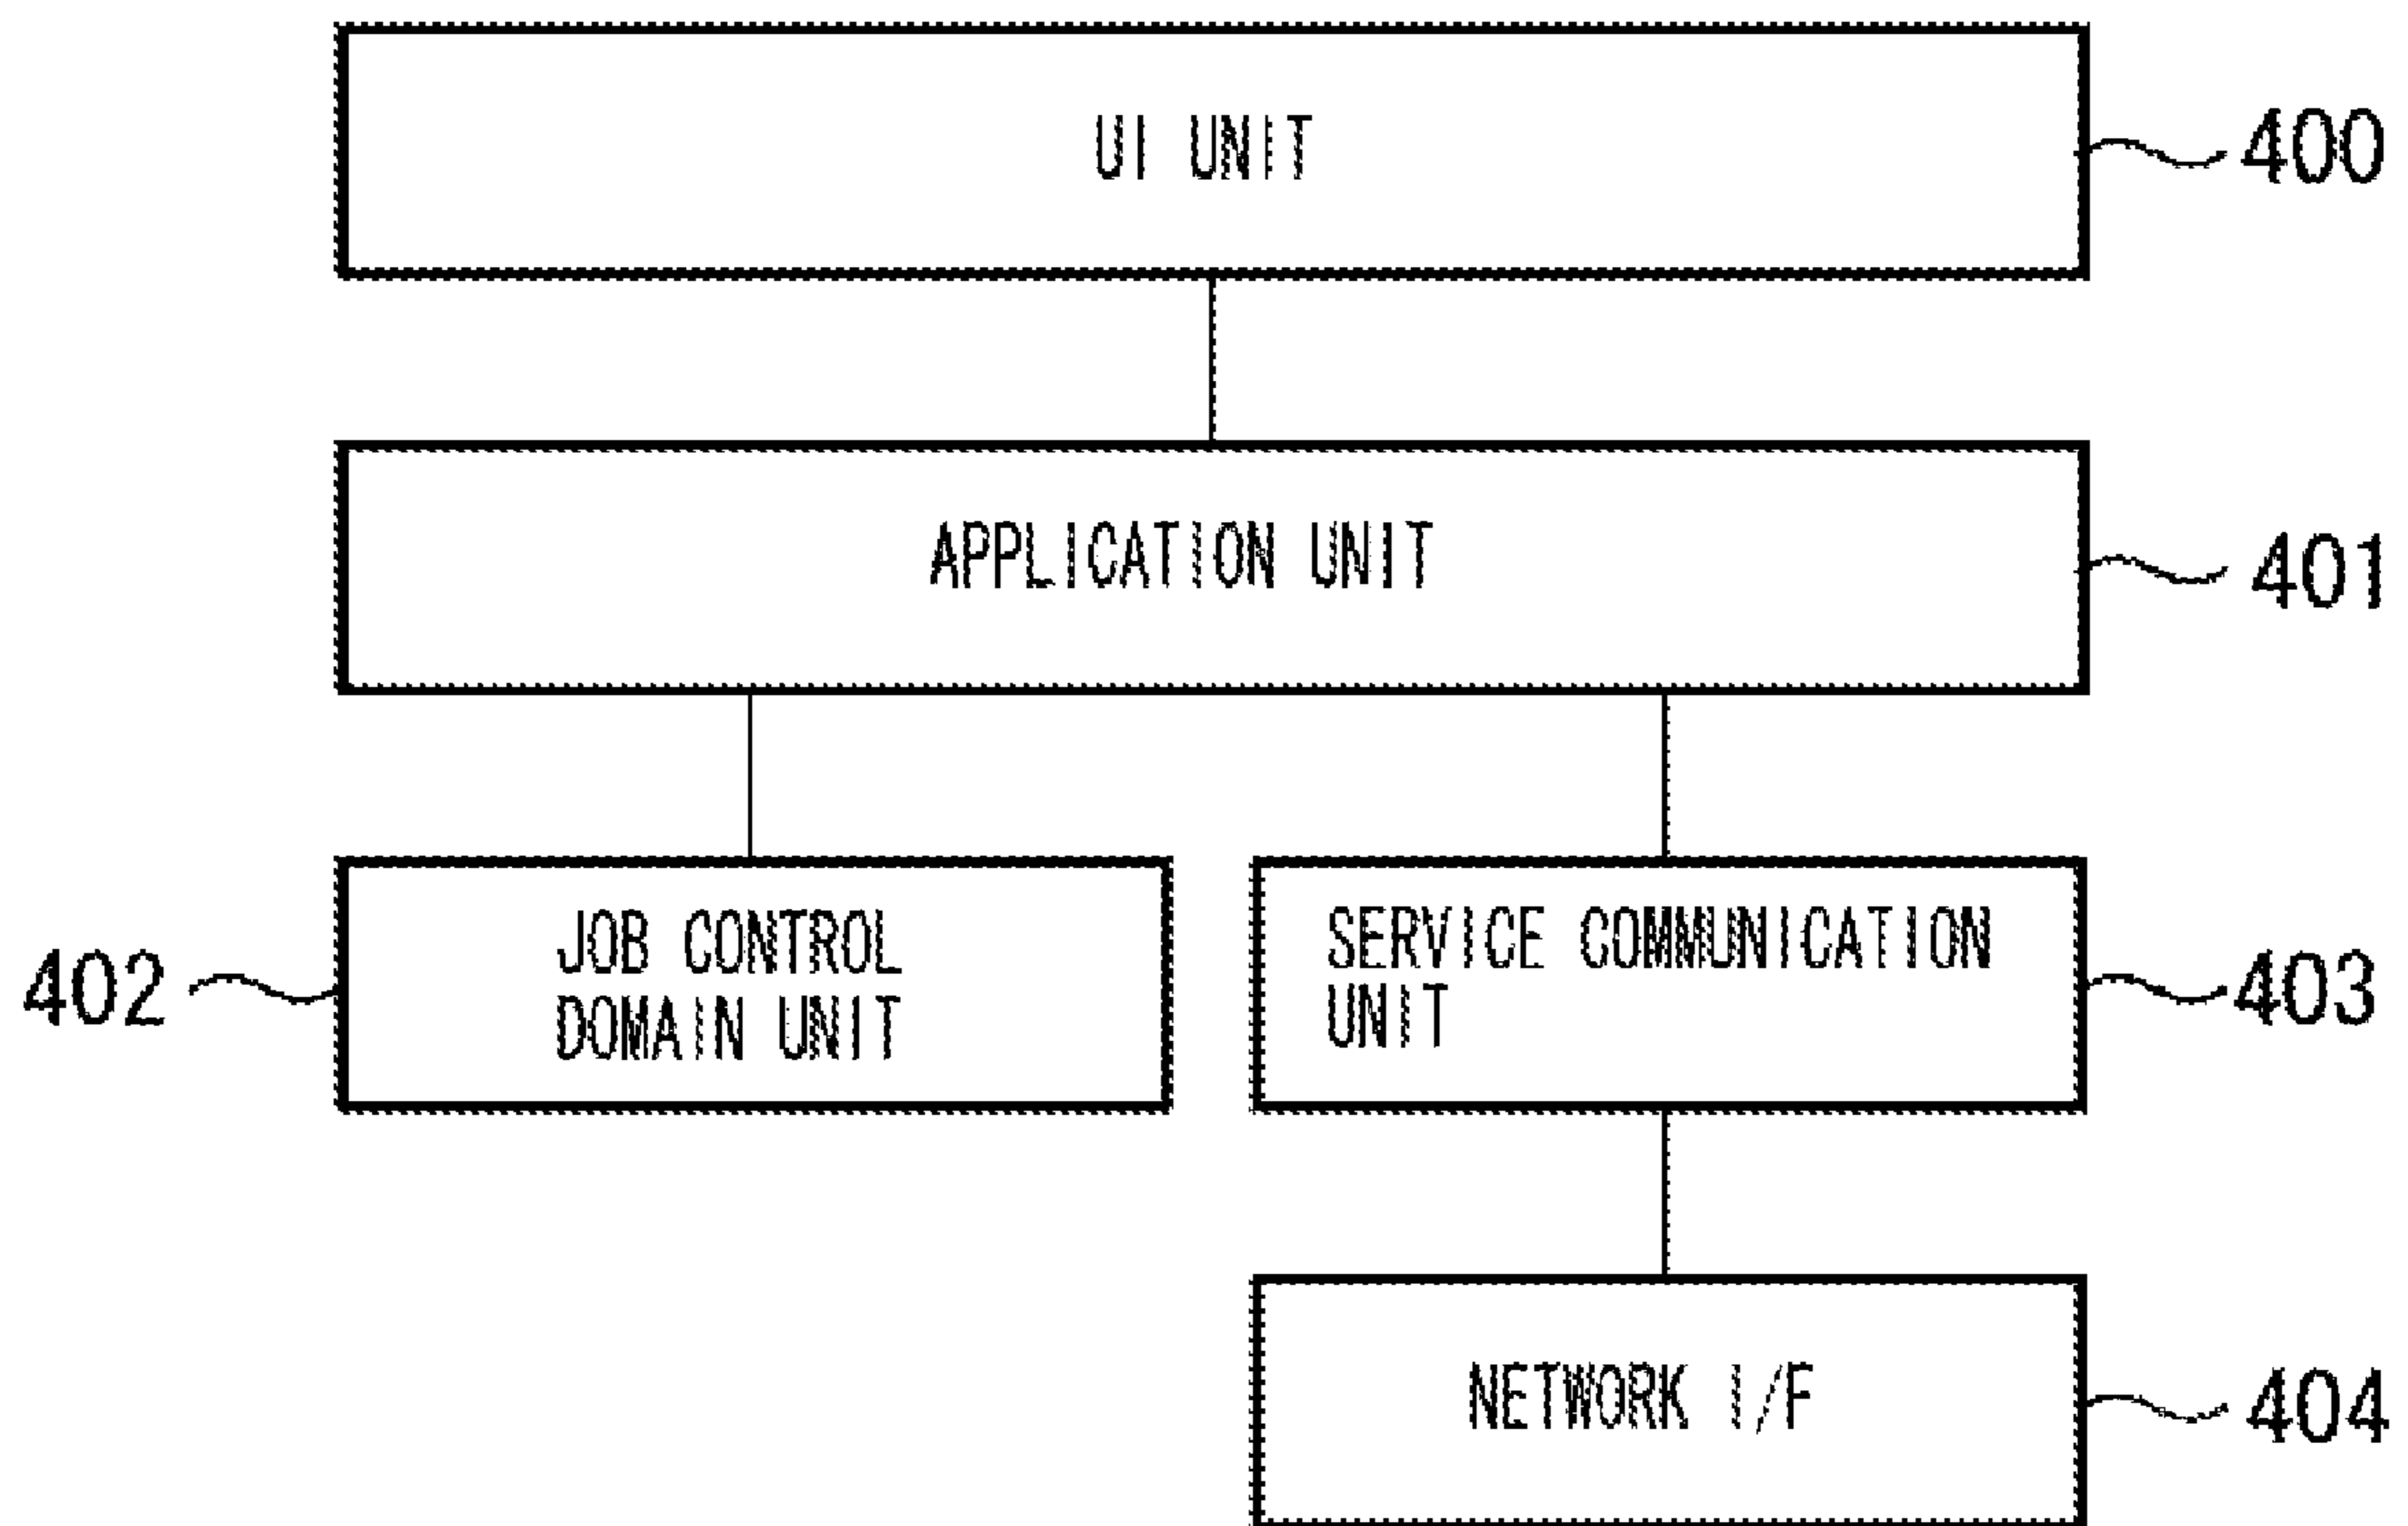 UI UNIT
400
APPLICATION UNIT
401
402
JOB CONTROL
DOMAIN UNIT
SERVICE COMMUNICATION
UNIT
403
NETWORK I/F
404